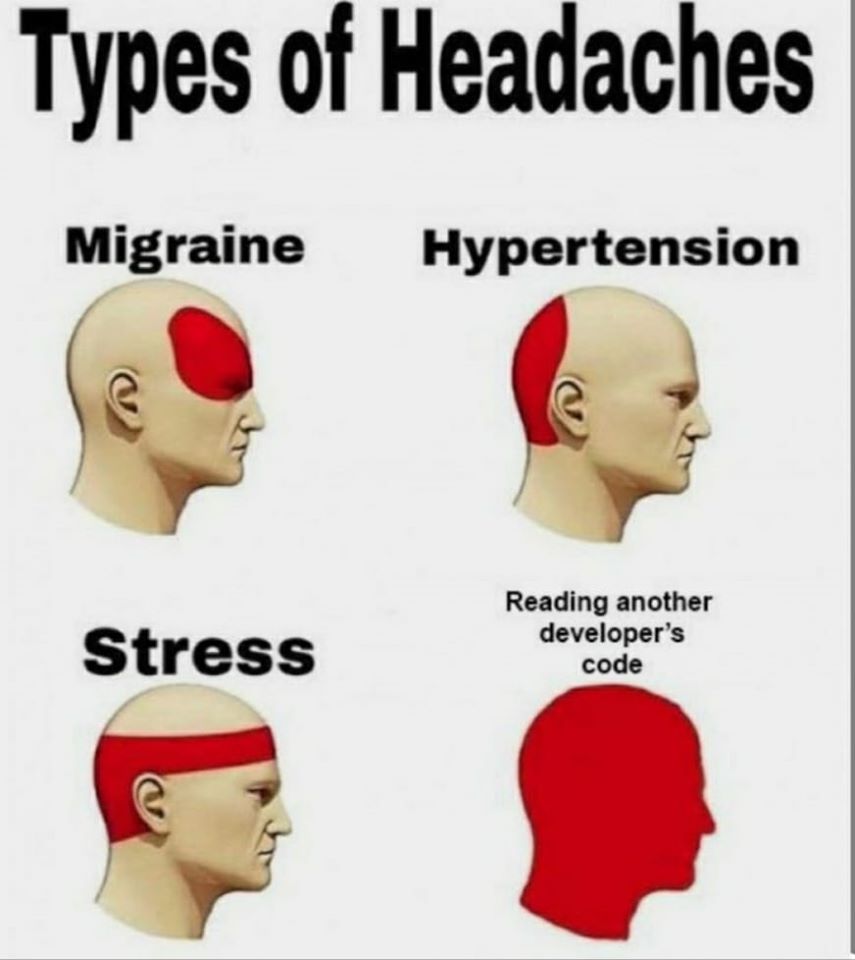 Types of Headaches
Migraine
Hypertension
Stress
Reading another
developer's
code